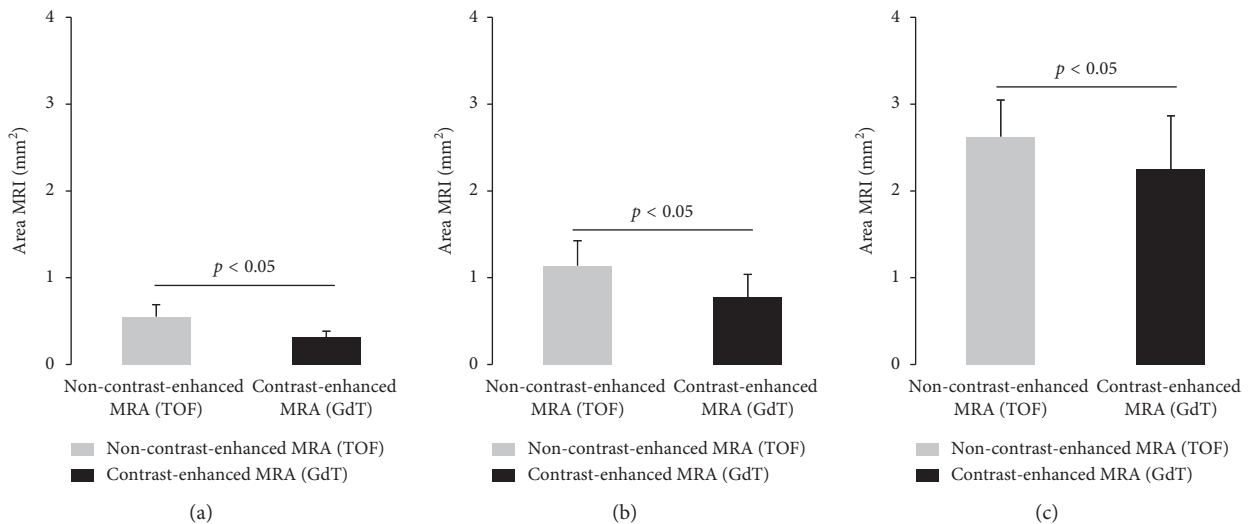 4
3
2
1
0
Area MRI (mm²)
p < 0.05
Non-contrast-enhanced
MRA (TOF)
Contrast-enhanced
MRA (GdT)
Non-contrast-enhanced MRA (TOF)
Contrast-enhanced MRA (GdT)
(a)
4
3
2
1
0
Area MRI (mm²)
p < 0.05
Non-contrast-enhanced
MRA (TOF)
Contrast-enhanced
MRA (GdT)
Non-contrast-enhanced MRA (TOF)
Contrast-enhanced MRA (GdT)
(b)
4
3
2
1
0
Area MRI (mm²)
p < 0.05
Non-contrast-enhanced
MRA (TOF)
Contrast-enhanced
MRA (GdT)
Non-contrast-enhanced MRA (TOF)
Contrast-enhanced MRA (GdT)
(c)